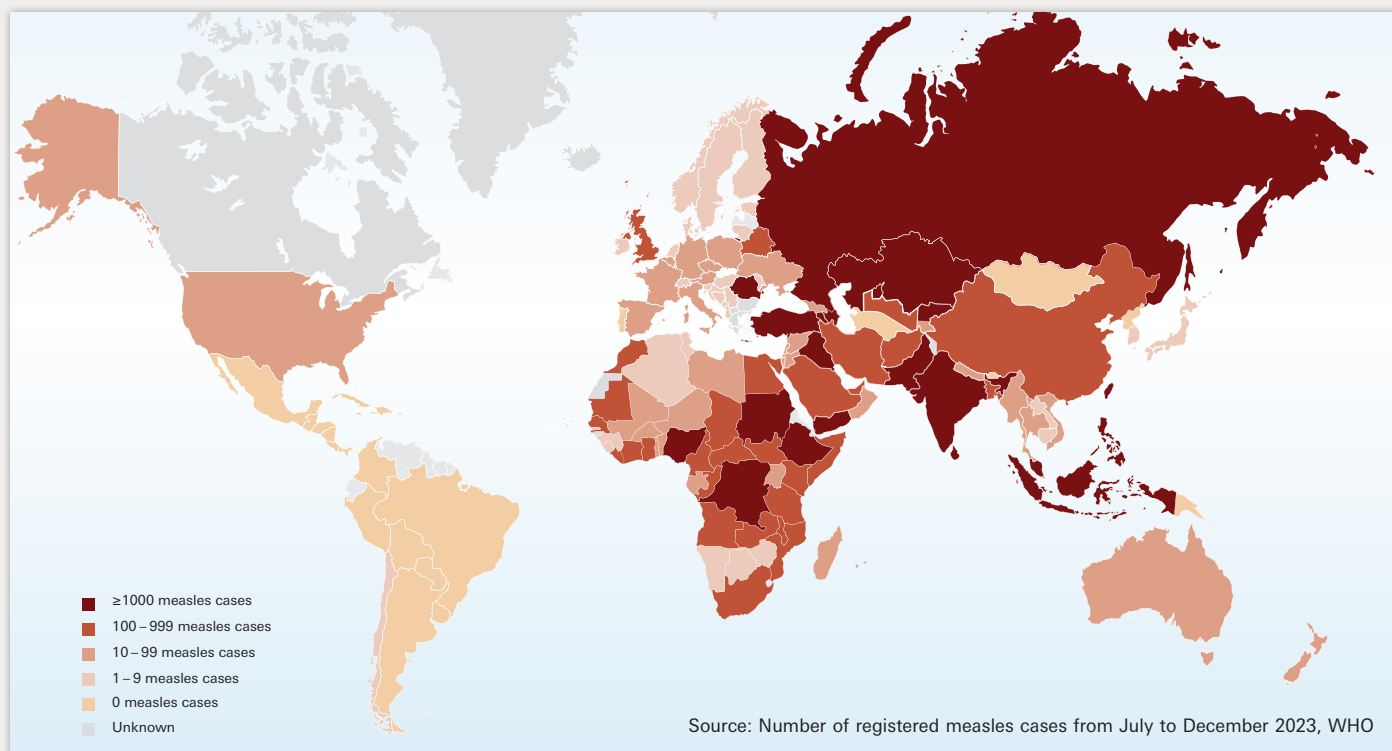 ≥1000 measles cases
100–999 measles cases
10–99 measles cases
1–9 measles cases
0 measles cases
Unknown
Source: Number of registered measles cases from July to December 2023, WHO